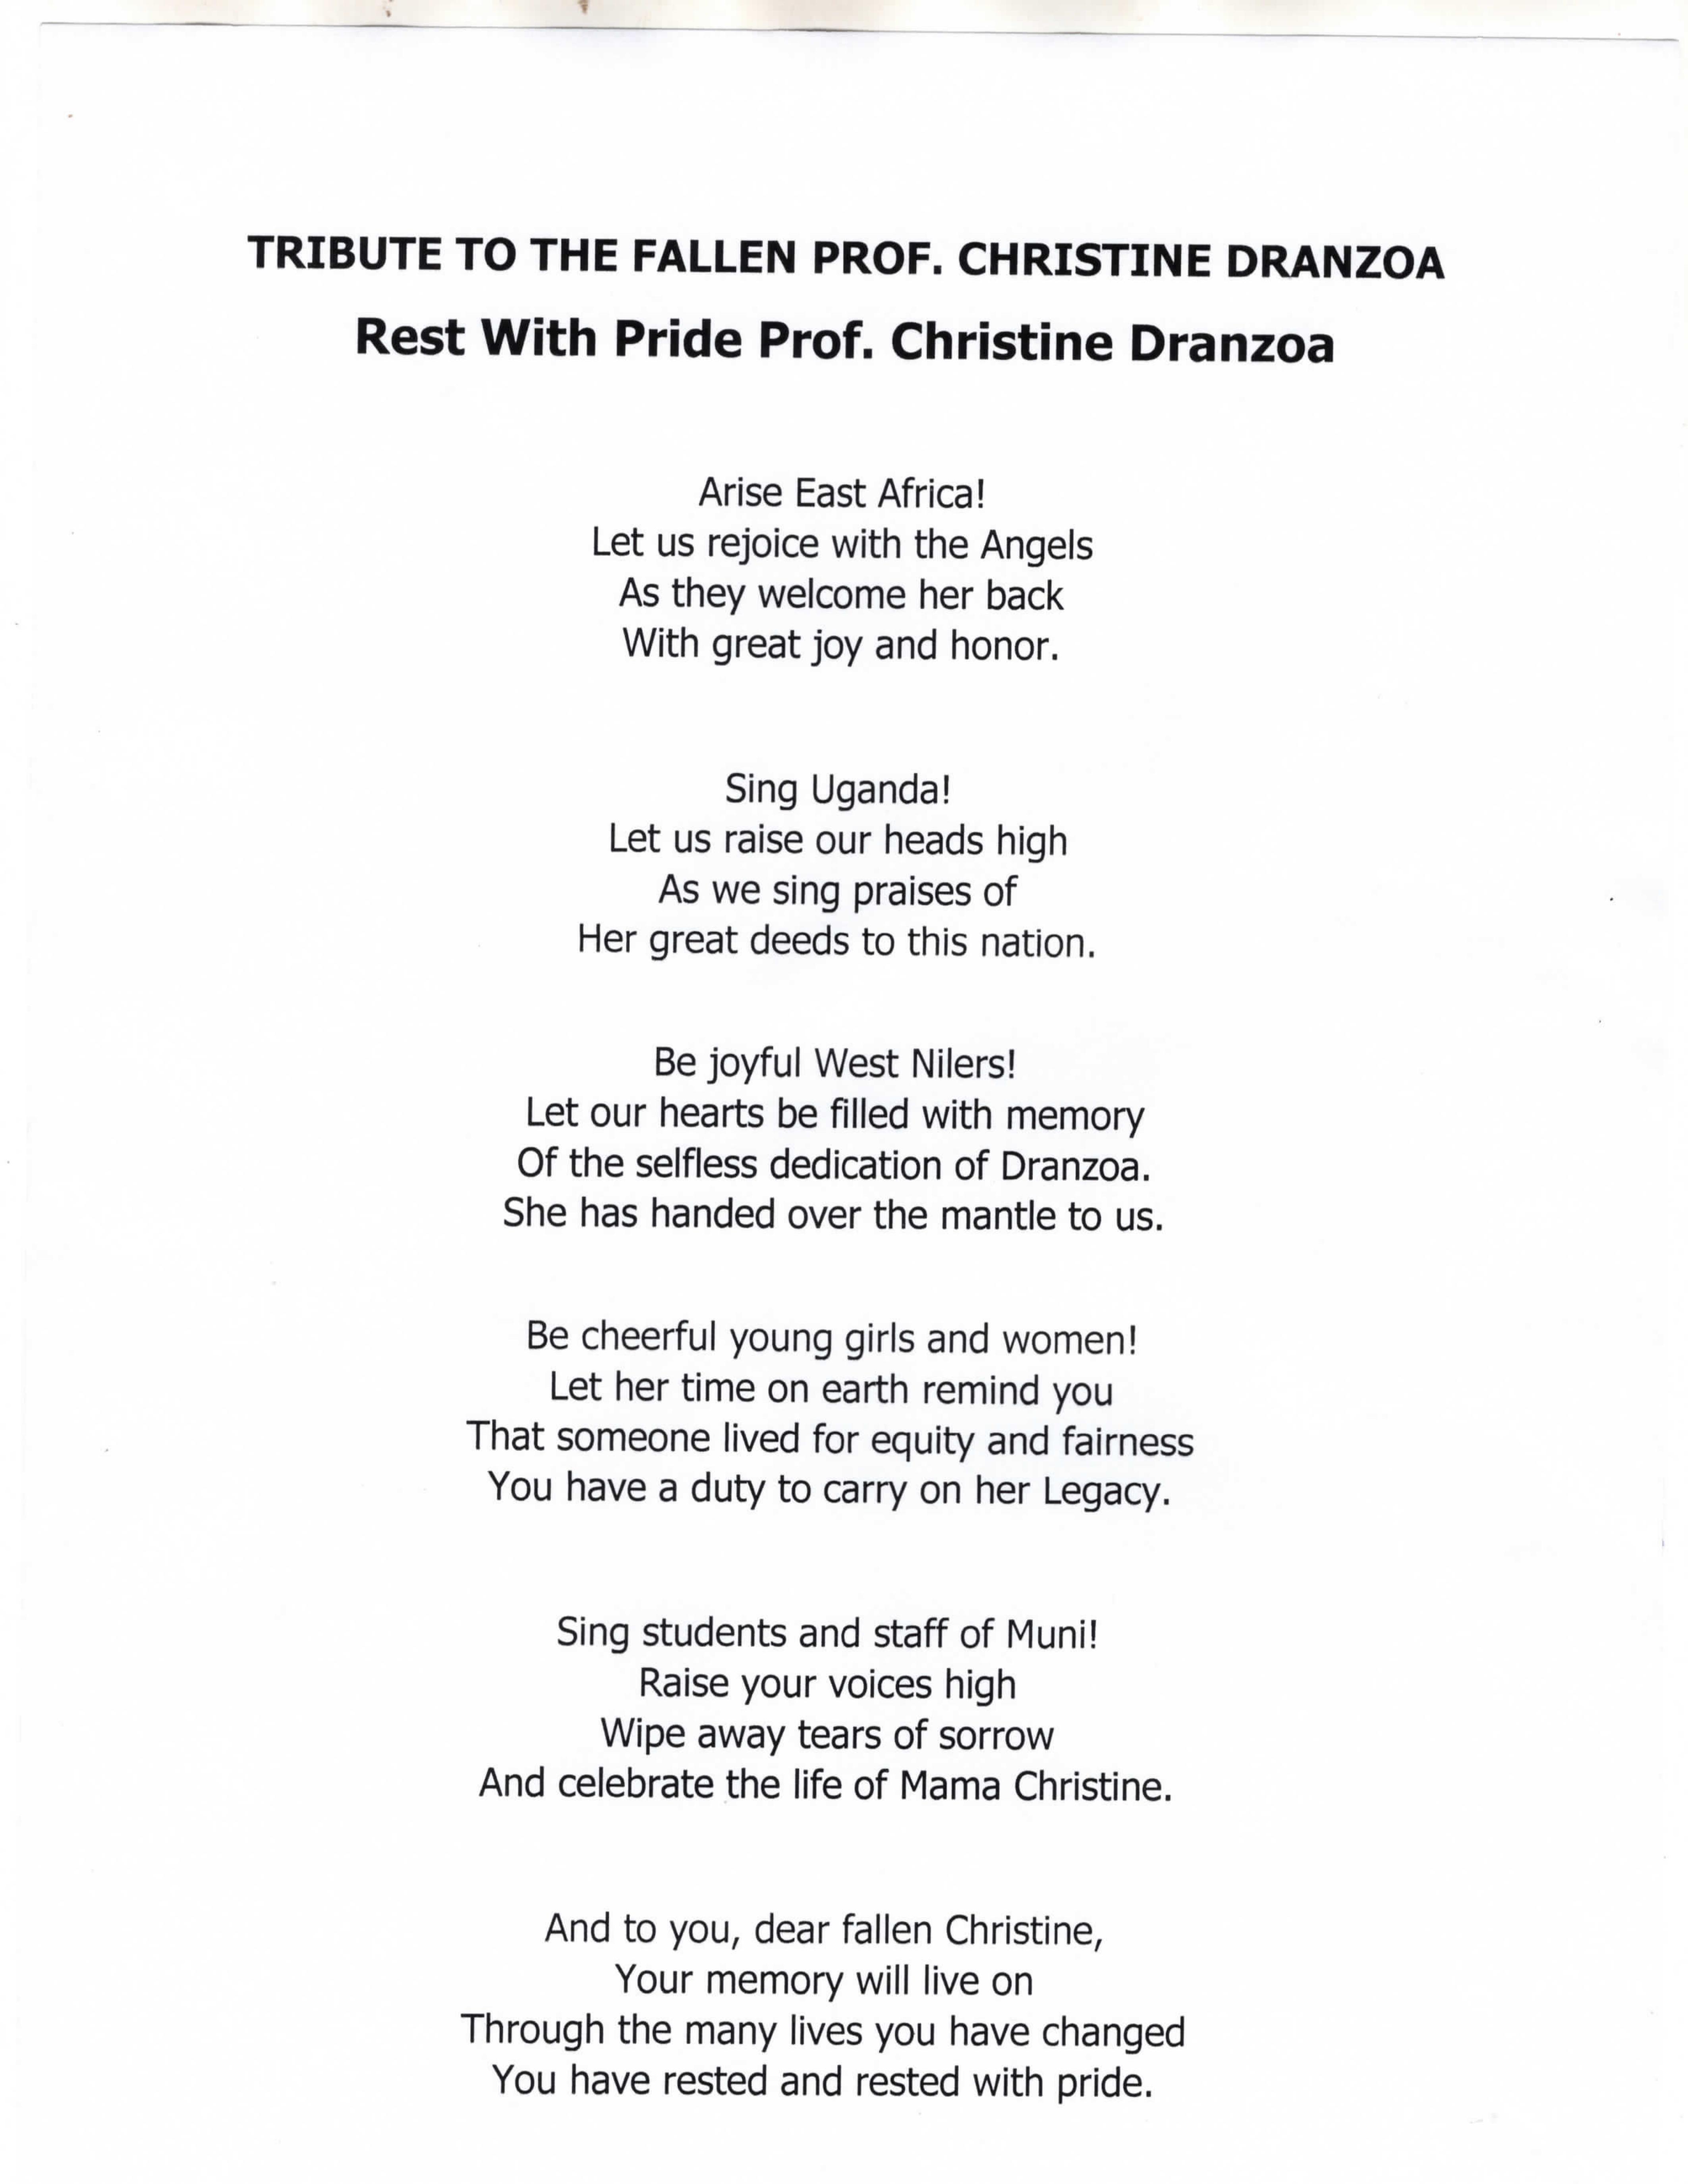 TRIBUTE TO THE FALLEN PROF. CHRISTINE DRANZOA
Rest With Pride Prof. Christine Dranzoa
Arise East Africa!
Let us rejoice with the Angels
As they welcome her back
With great joy and honor.
Sing Uganda!
Let us raise our heads high
As we sing praises of
Her great deeds to this nation.
Be joyful West Nilers!
Let our hearts be filled with memory
Of the selfless dedication of Dranzoa.
She has handed over the mantle to us.
Be cheerful young girls and women!
Let her time on earth remind you
That someone lived for equity and fairness
You have a duty to carry on her Legacy.
Sing students and staff of Muni!
Raise your voices high
Wipe away tears of sorrow
And celebrate the life of Mama Christine.
And to you, dear fallen Christine,
Your memory will live on
Through the many lives you have changed
You have rested and rested with pride.